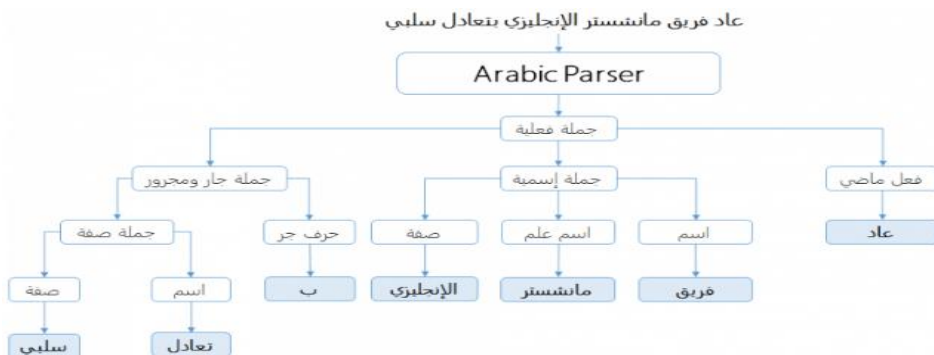 عاد فريق مانشستر الإنجليزي بتعادل سلبي
Arabic Parser
جملة فعلية
فعل ماضي
جملة إسمية
جملة جار ومجرور
عاد
اسم
اسم علم
صفة
حرف جر
جملة صفة
فريق
مانشستر
الإنجليزي
ب
اسم
صفة
تعادل
سلبي